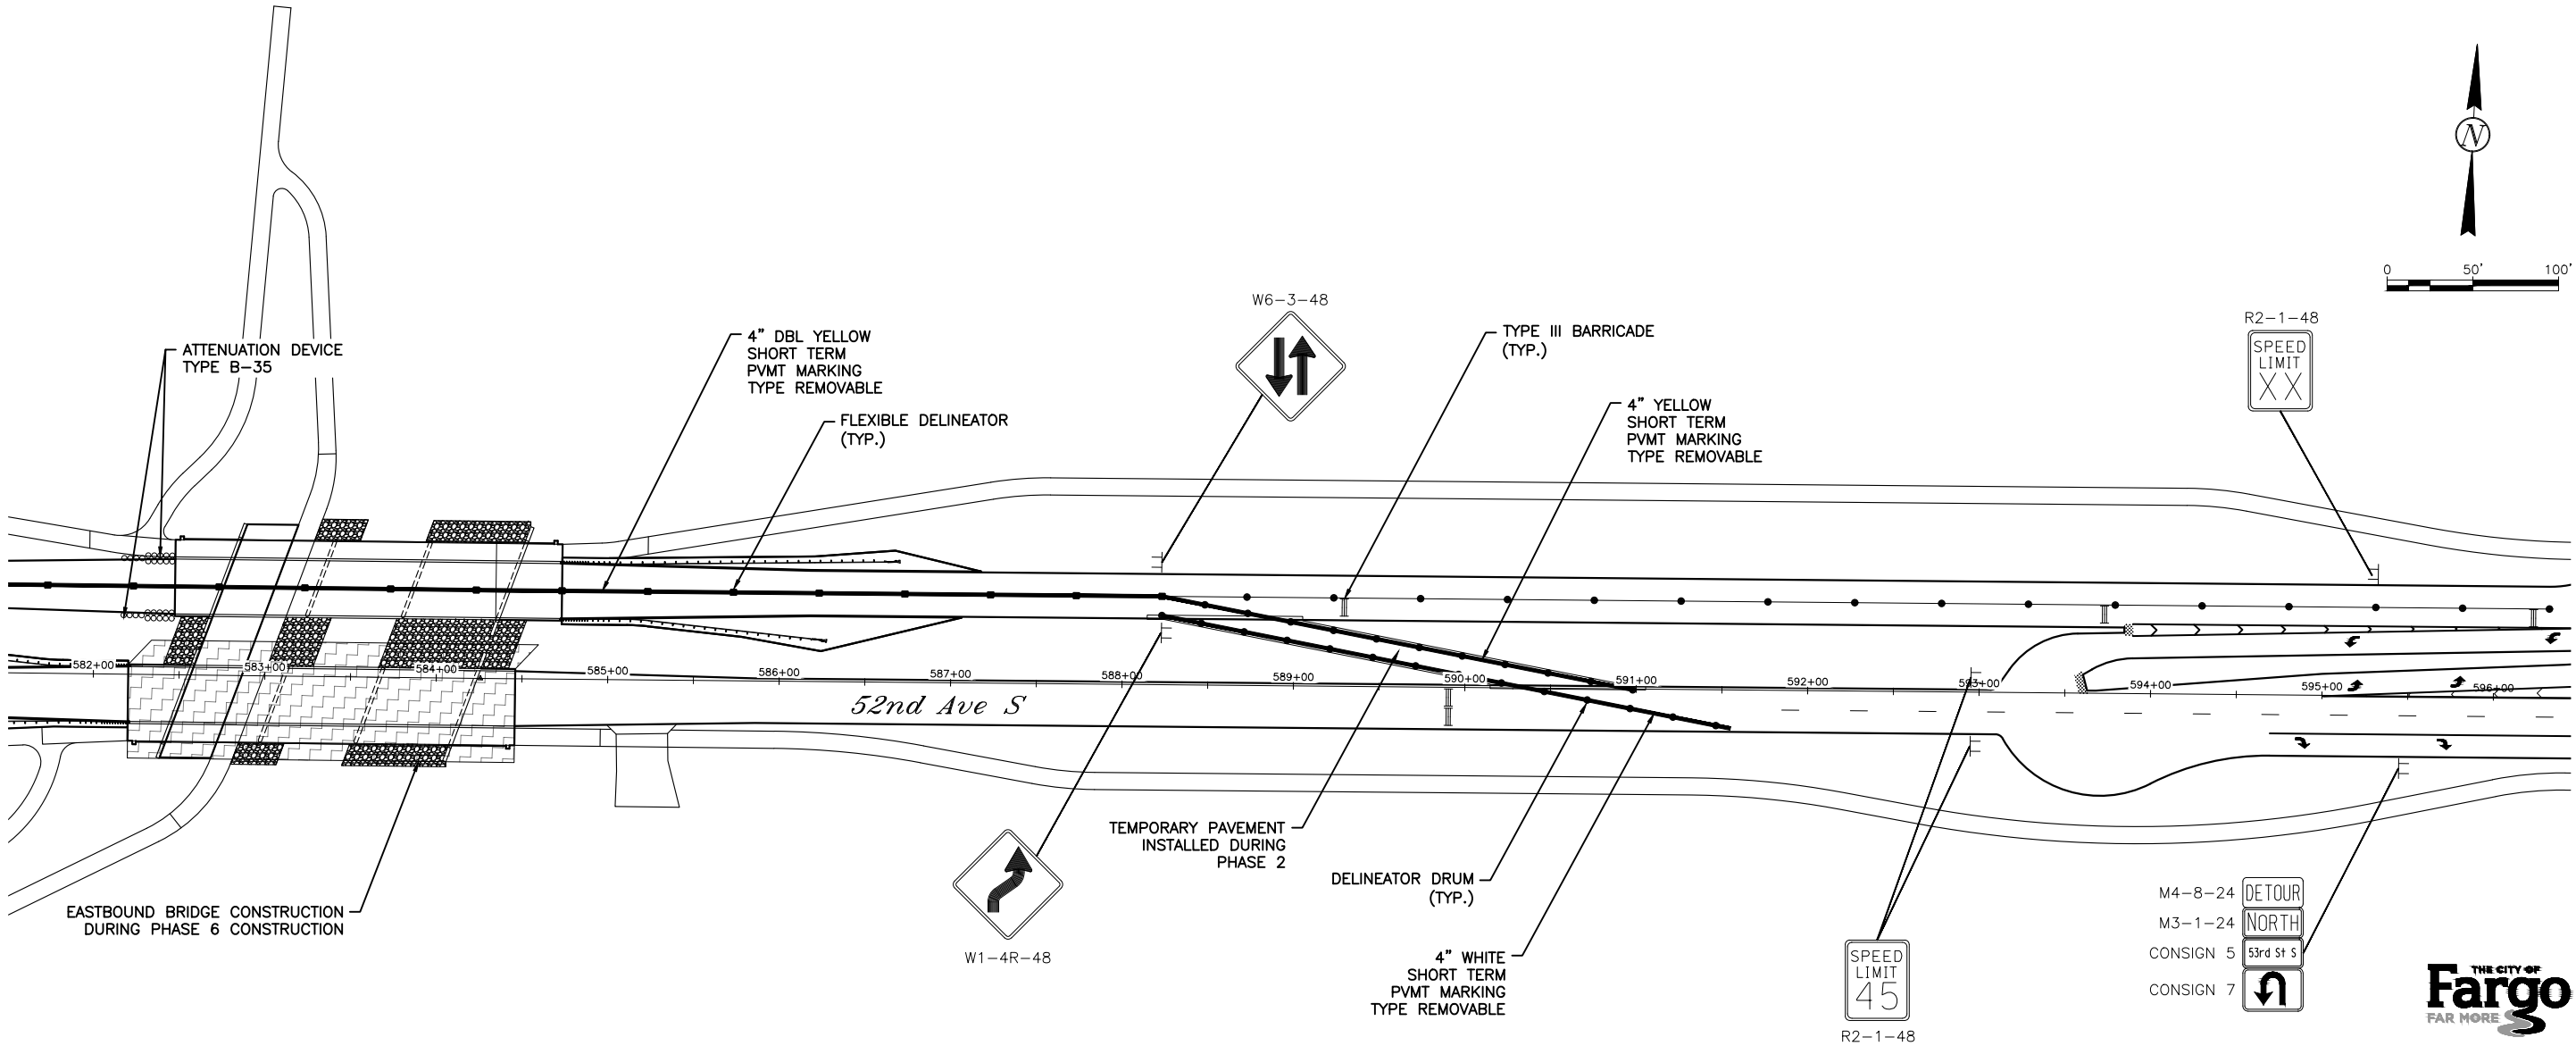 N
0 50' 100'
W6-3-48
R2-1-48
SPEED
LIMIT
XX
ATTENUATION DEVICE
TYPE B-35
4" DBL YELLOW
SHORT TERM
PVMT MARKING
TYPE REMOVABLE
FLEXIBLE DELINEATOR
(TYP.)
TYPE III BARRICADE
(TYP.)
4" YELLOW
SHORT TERM
PVMT MARKING
TYPE REMOVABLE
582+00 583+00 584+00 585+00 586+00 587+00 588+00 589+00 590+00 591+00 592+00 593+00 594+00 595+00 596+00
52nd Ave S
TEMPORARY PAVEMENT
INSTALLED DURING
PHASE 2
DELINEATOR DRUM
(TYP.)
EASTBOUND BRIDGE CONSTRUCTION
DURING PHASE 6 CONSTRUCTION
W1-4R-48
4" WHITE
SHORT TERM
PVMT MARKING
TYPE REMOVABLE
SPEED
LIMIT
45
R2-1-48
M4-8-24 DETOUR
M3-1-24 NORTH
CONSIGN 5 53rd St S
CONSIGN 7
THE CITY OF
Fargo
FAR MORE